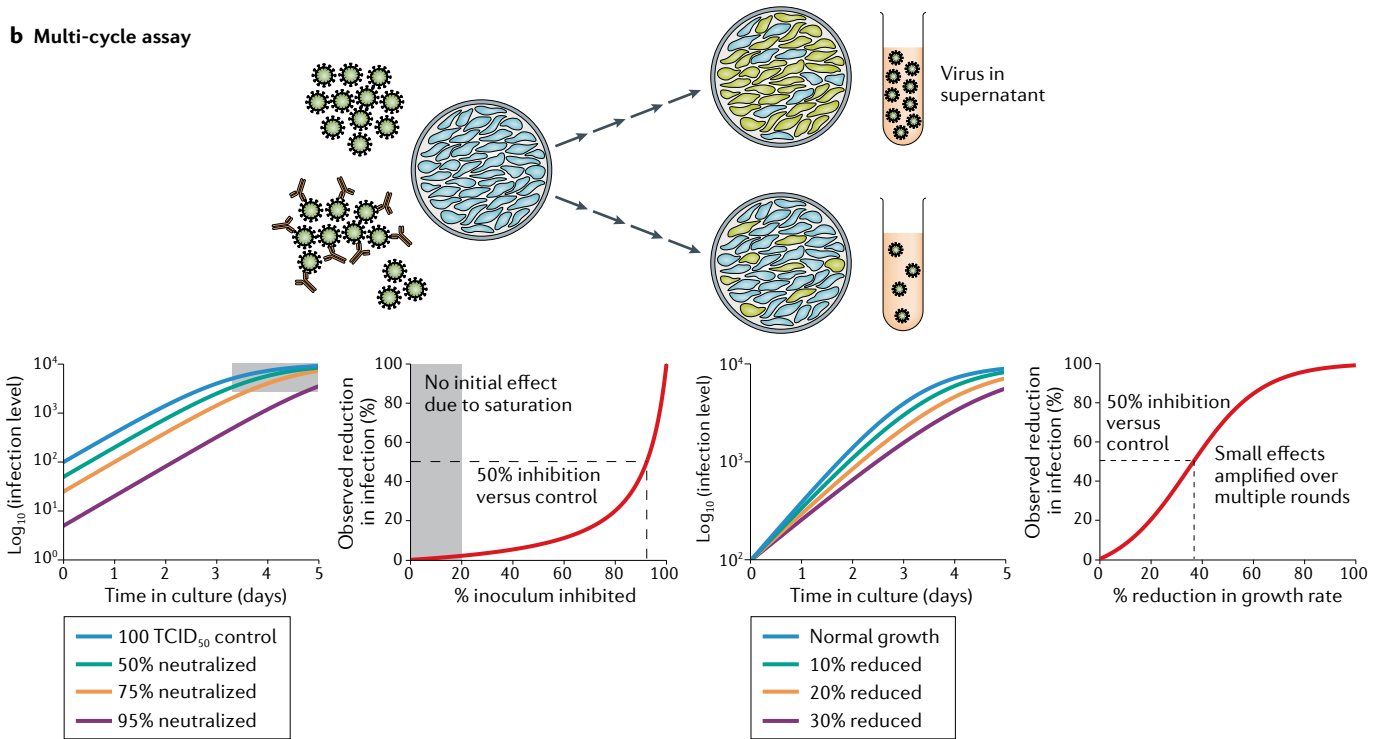 b Multi-cycle assay
Virus in
supernatant
Log₁₀ (infection level)
10⁴
10³
10²
10¹
10⁰
0 1 2 3 4 5
Time in culture (days)
100 TCID₅₀ control
50% neutralized
75% neutralized
95% neutralized
Observed reduction
in infection (%)
100
80
60
40
20
0
No initial effect
due to saturation
50% inhibition
versus control
0 20 40 60 80 100
% inoculum inhibited
Log₁₀ (infection level)
10⁴
10³
10²
0 1 2 3 4 5
Time in culture (days)
Normal growth
10% reduced
20% reduced
30% reduced
Observed reduction
in infection (%)
100
80
60
40
20
0
50% inhibition
versus
control
Small effects
amplified over
multiple rounds
0 20 40 60 80 100
% reduction in growth rate